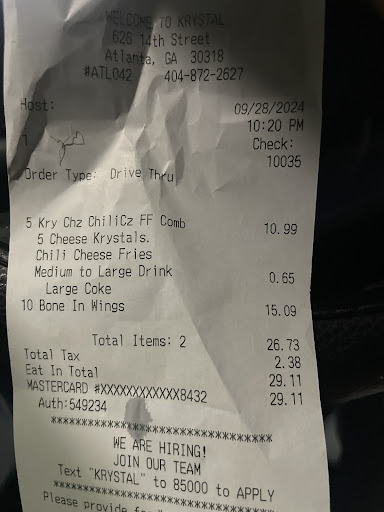 WELCOME TO KRYSTAL
626 14th Street
Atlanta, GA 30318
#ATL042 404-872-2627
Host: 09/28/2024
10:20 PM
1 Check:
10035
Order Type: Drive Thru
5 Kry Chz ChiliCz FF Comb 10.99
5 Cheese Krystals.
Chili Cheese Fries
Medium to Large Drink 0.65
Large Coke
10 Bone In Wings 15.09
Total Items: 2 26.73
Total Tax 2.38
Eat In Total 29.11
MASTERCARD #XXXXXXXXXXXX8432 29.11
Auth:549234
**********************************
WE ARE HIRING!
JOIN OUR TEAM
Text "KRYSTAL" to 85000 to APPLY
**********************************
Please provide